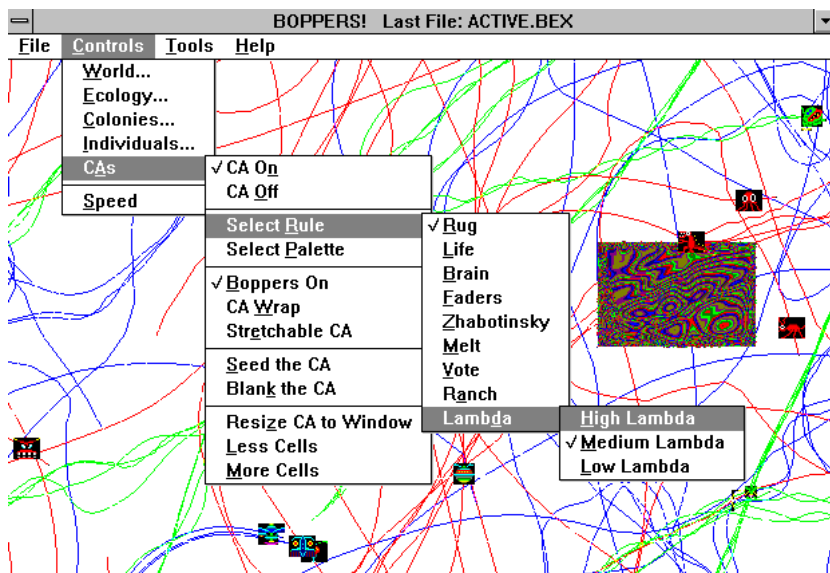 BOPPERS! Last File: ACTIVE.BEX
File Controls Tools Help
World...
Ecology...
Colonies...
Individuals...
CAs
Speed
✓ CA On
CA Off
Select Rule
Select Palette
✓ Boppers On
CA Wrap
Stretchable CA
Seed the CA
Blank the CA
Resize CA to Window
Less Cells
More Cells
✓ Rug
Life
Brain
Faders
Zhabotinsky
Melt
Vote
Ranch
Lambda
High Lambda
✓ Medium Lambda
Low Lambda